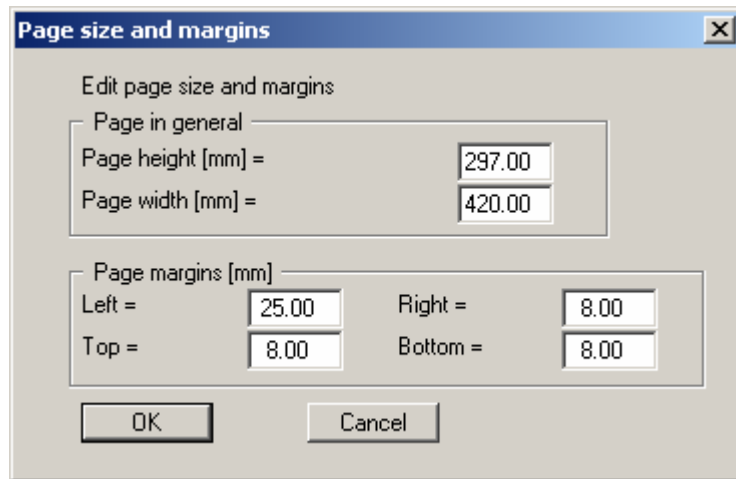 Page size and margins
Edit page size and margins
Page in general
Page height [mm] = 297.00
Page width [mm] = 420.00
Page margins [mm]
Left = 25.00 Right = 8.00
Top = 8.00 Bottom = 8.00
OK Cancel